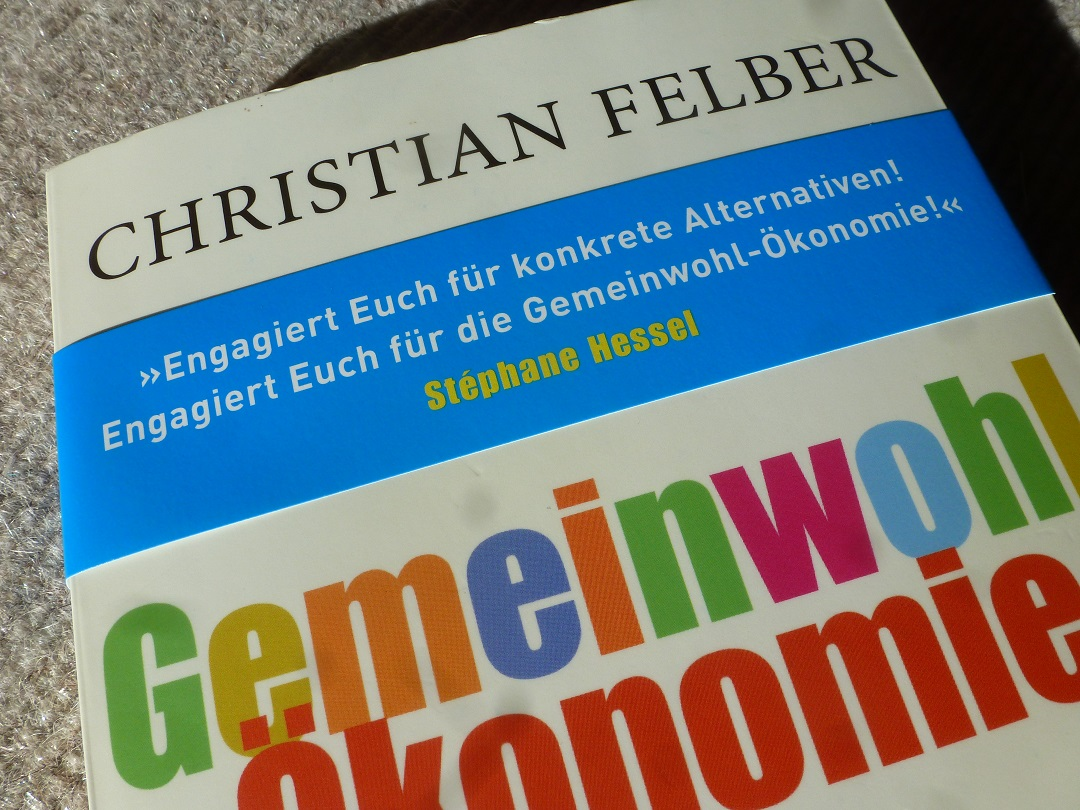 CHRISTIAN FELBER
»Engagiert Euch für konkrete Alternativen!
Engagiert Euch für die Gemeinwohl-Ökonomie!«
Stéphane Hessel
Gemeinwohl
ökonomie